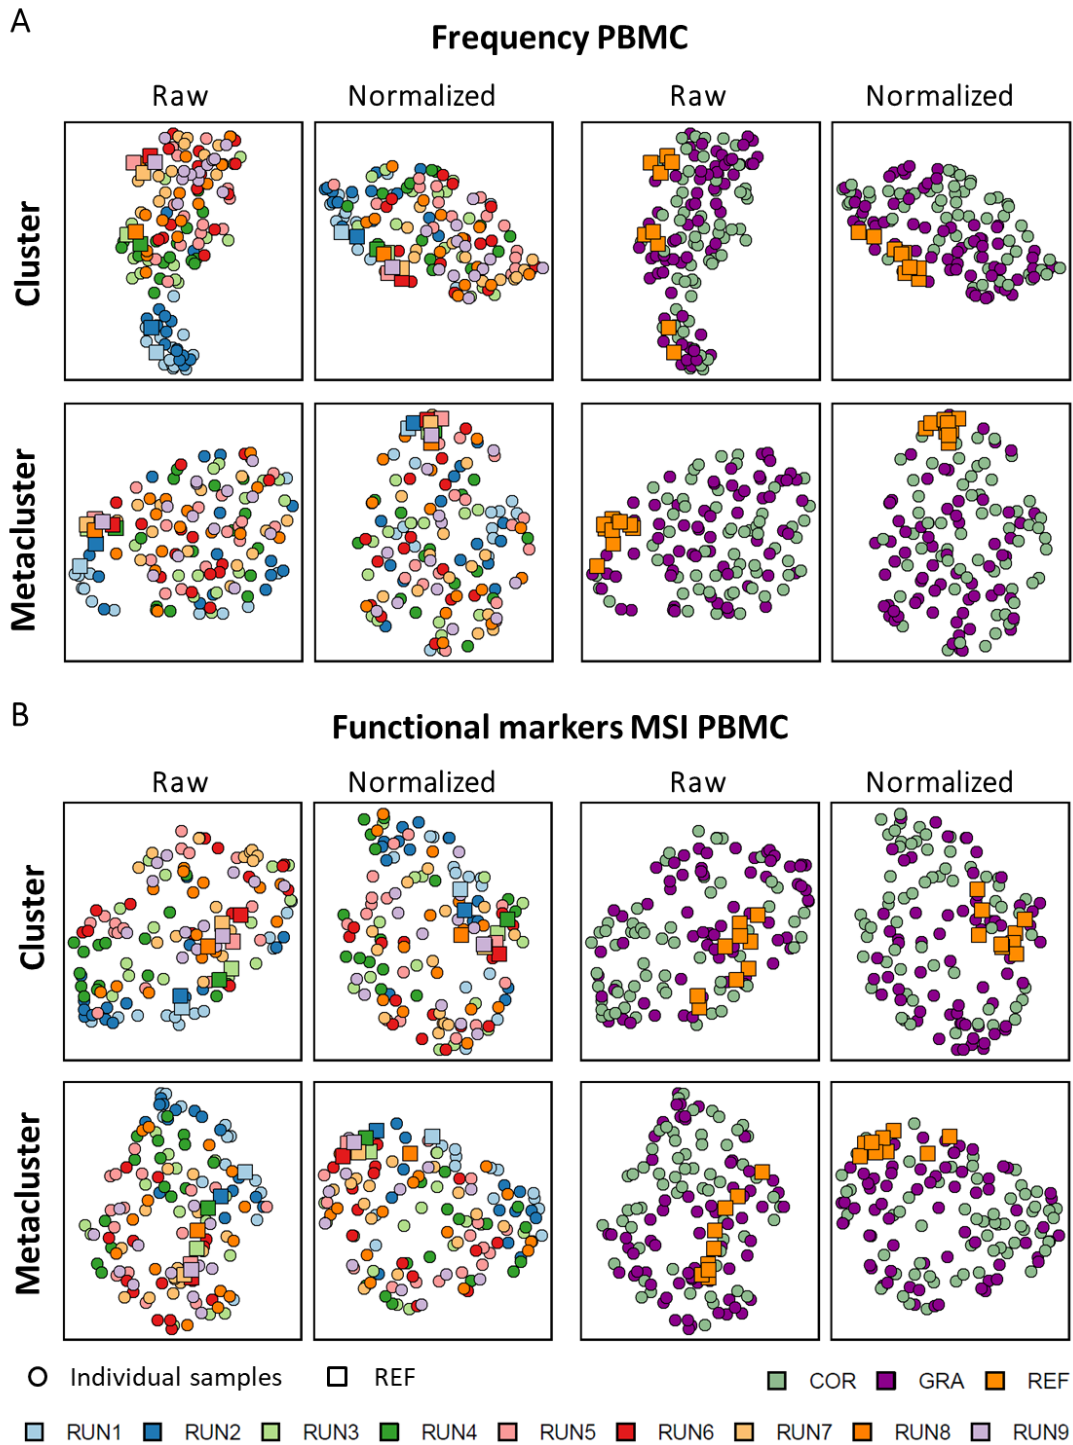 A
Frequency PBMC
Raw Normalized Raw Normalized
Cluster
Metacluster
B
Functional markers MSI PBMC
Raw Normalized Raw Normalized
Cluster
Metacluster
Individual samples REF COR GRA REF
RUN1 RUN2 RUN3 RUN4 RUN5 RUN6 RUN7 RUN8 RUN9